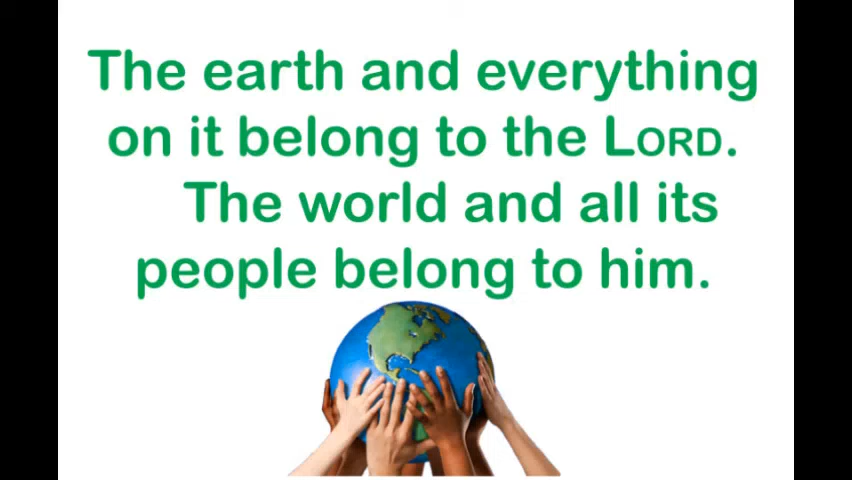 The earth and everything
on it belong to the LORD.
The world and all its
people belong to him.